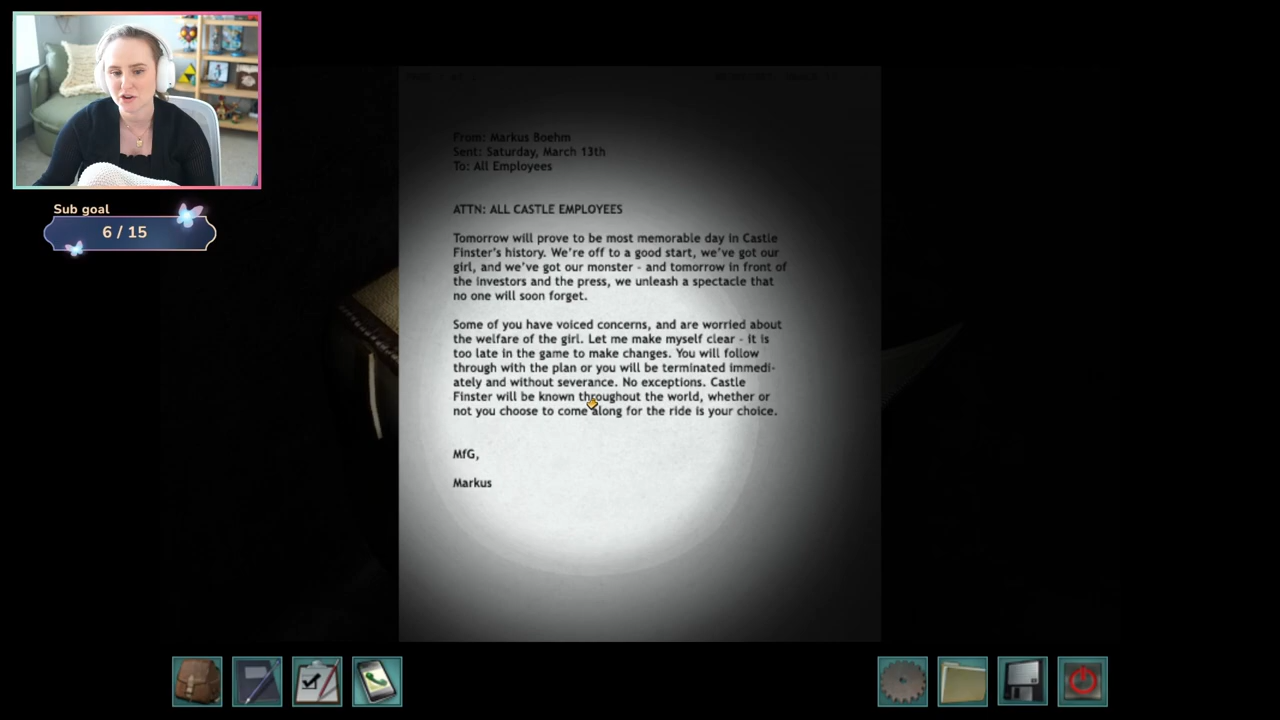 Sub goal
6 / 15
From: Markus Boehm
Sent: Saturday, March 13th
To: All Employees
ATTN: ALL CASTLE EMPLOYEES
Tomorrow will prove to be most memorable day in Castle
Finster's history. We're off to a good start, we've got our
girl, and we've got our monster - and tomorrow in front of
the investors and the press, we unleash a spectacle that
no one will soon forget.
Some of you have voiced concerns, and are worried about
the welfare of the girl. Let me make myself clear - it is
too late in the game to make changes. You will follow
through with the plan or you will be terminated immedi-
ately and without severance. No exceptions. Castle
Finster will be known throughout the world, whether or
not you choose to come along for the ride is your choice.
MfG,
Markus